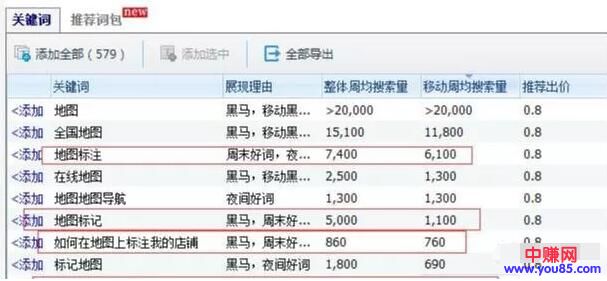 关键词 推荐词包 new
添加全部（579） 添加选中 全部导出
关键词 展现理由 整体周均搜索量 移动周均搜索量 推荐出价
<添加 地图 黑马，移动黑... >20,000 >20,000 0.8
<添加 全国地图 黑马，移动黑... 15,100 11,800 0.8
<添加 地图标注 周末好词，夜... 7,400 6,100 0.8
<添加 在线地图 黑马，移动黑... 2,500 1,300 0.8
<添加 地图地图导航 夜间好词 1,300 1,300 0.8
<添加 地图标记 黑马，周末好... 5,000 1,100 0.8
<添加 如何在地图上标注我的店铺 黑马，周末好... 860 760 0.8
<添加 标记地图 黑马，夜间好词 1,800 690 0.8
中赚网
www.you85.com